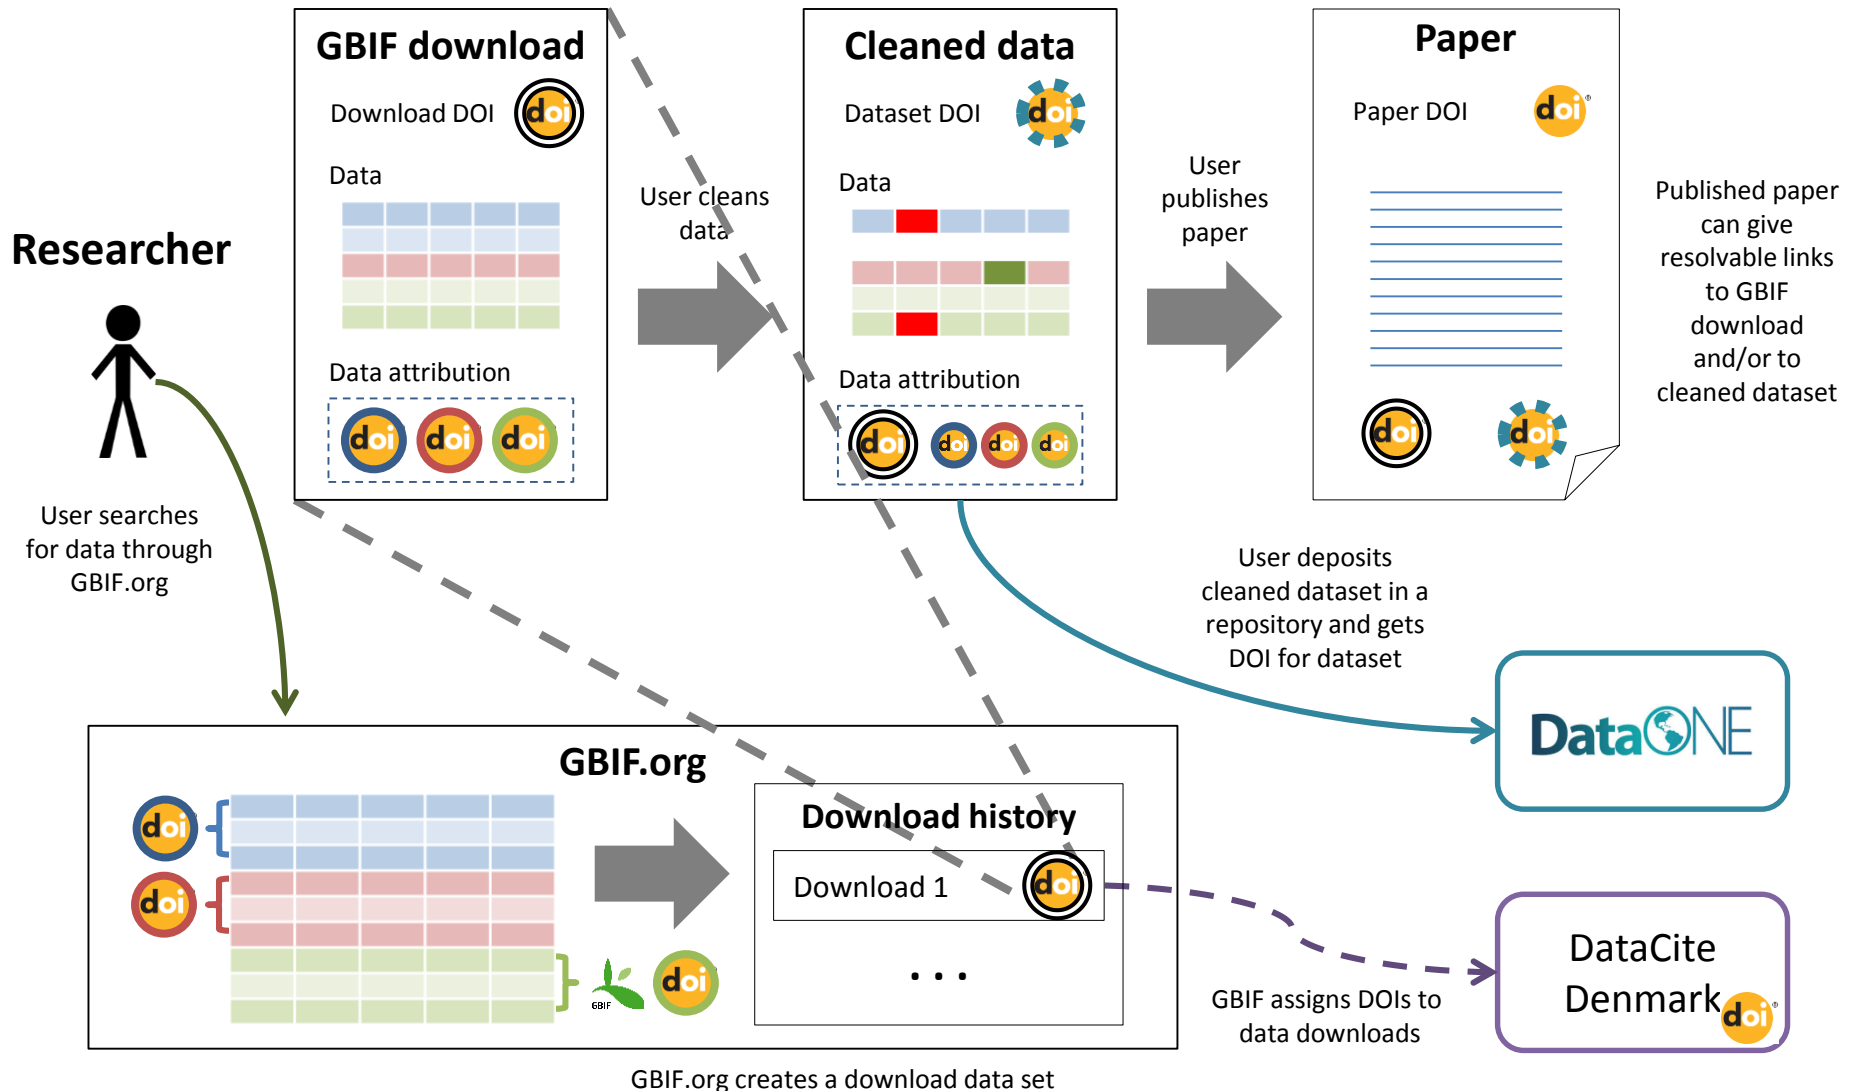 GBIF download
Download DOI
doi
Data
Data attribution
doi doi doi
User cleans
data
Cleaned data
Dataset DOI
doi
Data
Data attribution
doi doi doi doi
User
publishes
paper
Paper
Paper DOI
doi®
doi doi
Published paper
can give
resolvable links
to GBIF
download
and/or to
cleaned dataset
Researcher
User searches
for data through
GBIF.org
User deposits
cleaned dataset in a
repository and gets
DOI for dataset
DataONE
GBIF.org
doi
doi
GBIF
doi
Download history
Download 1
doi
...
GBIF assigns DOIs to
data downloads
DataCite
Denmark
doi®
GBIF.org creates a download data set